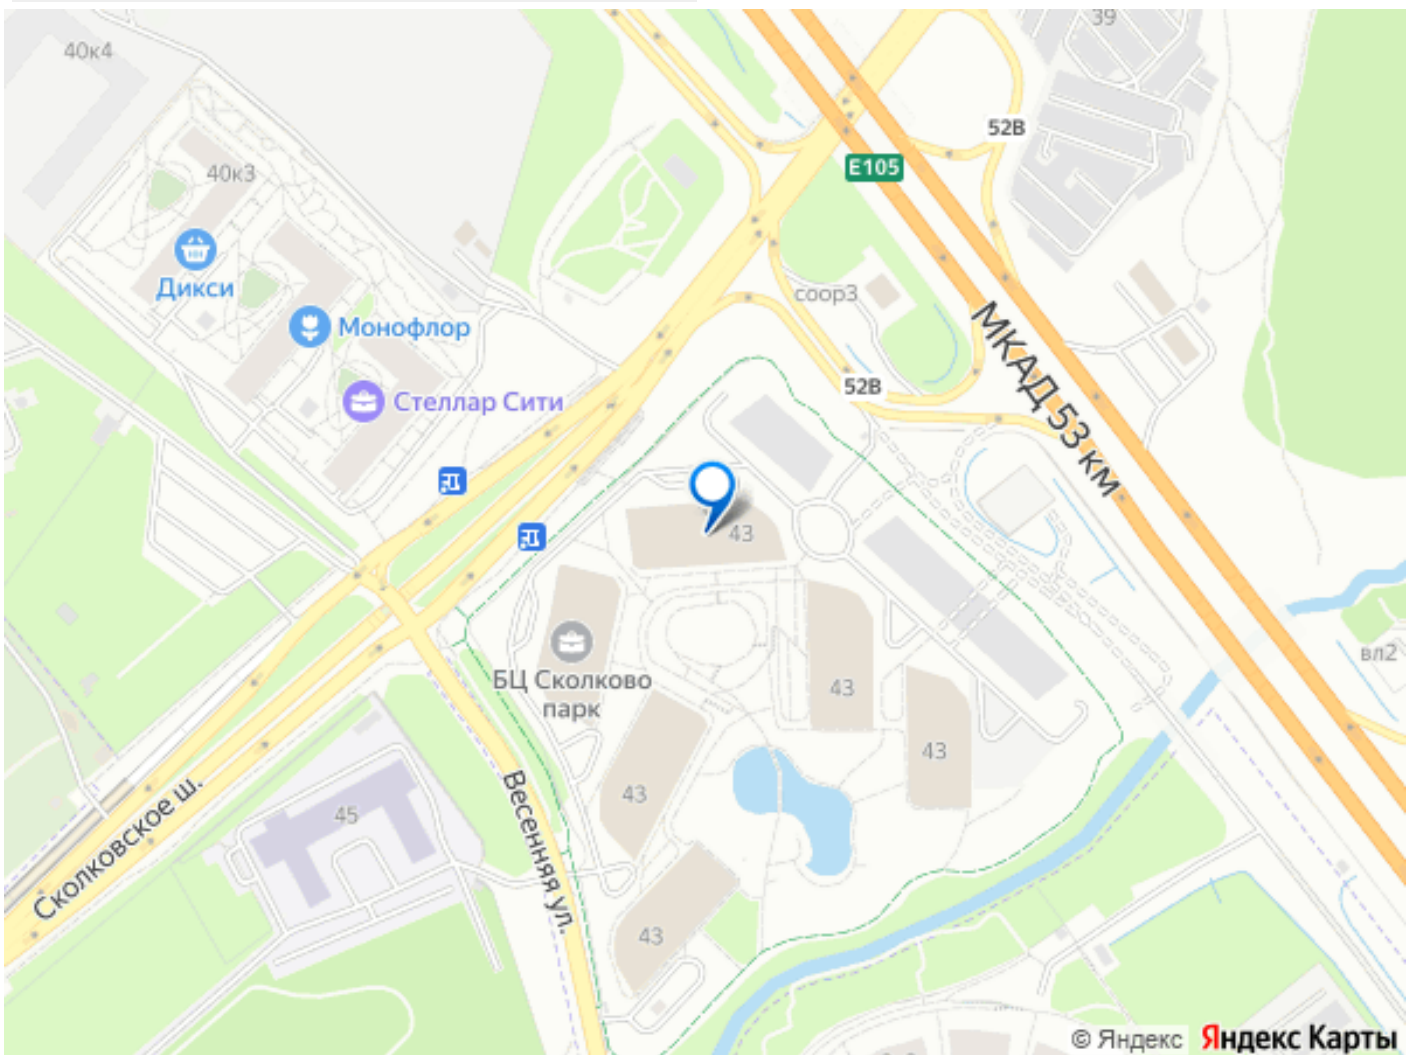 39
40к4
52В
E105
40к3
Дикси
соор3
МКАД 53 км
Монофлор
52В
Стеллар Сити
43
БЦ Сколково
парк
43
43
43
вл2
Сколковское ш.
45
Весенняя ул.
43
© Яндекс Яндекс Карты